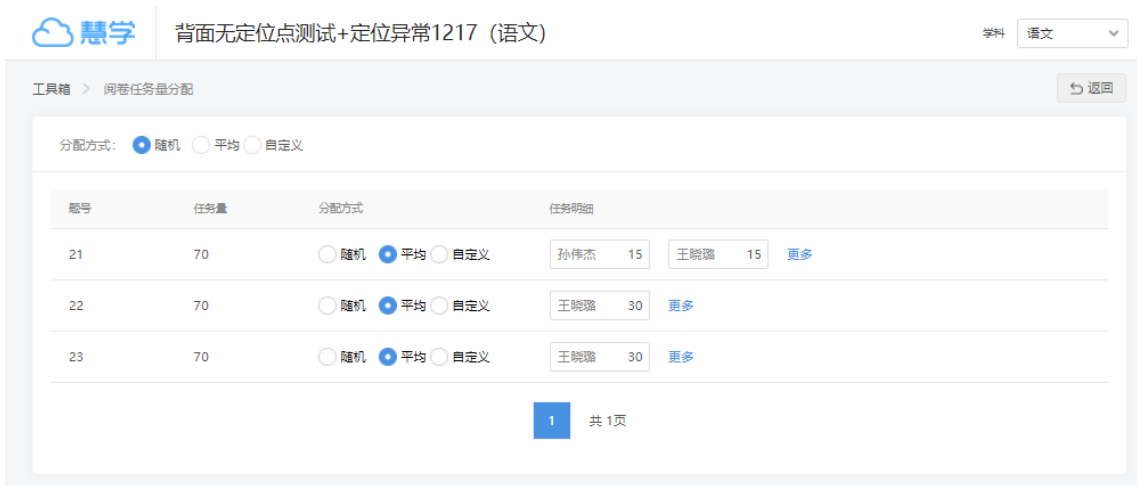 慧学 背面无定位点测试+定位异常1217（语文） 学科 语文
工具箱 > 阅卷任务量分配 返回
分配方式： 随机 平均 自定义
题号 任务量 分配方式 任务明细
21 70 随机 平均 自定义 孙伟杰 15 王晓璐 15 更多
22 70 随机 平均 自定义 王晓璐 30 更多
23 70 随机 平均 自定义 王晓璐 30 更多
1 共 1页